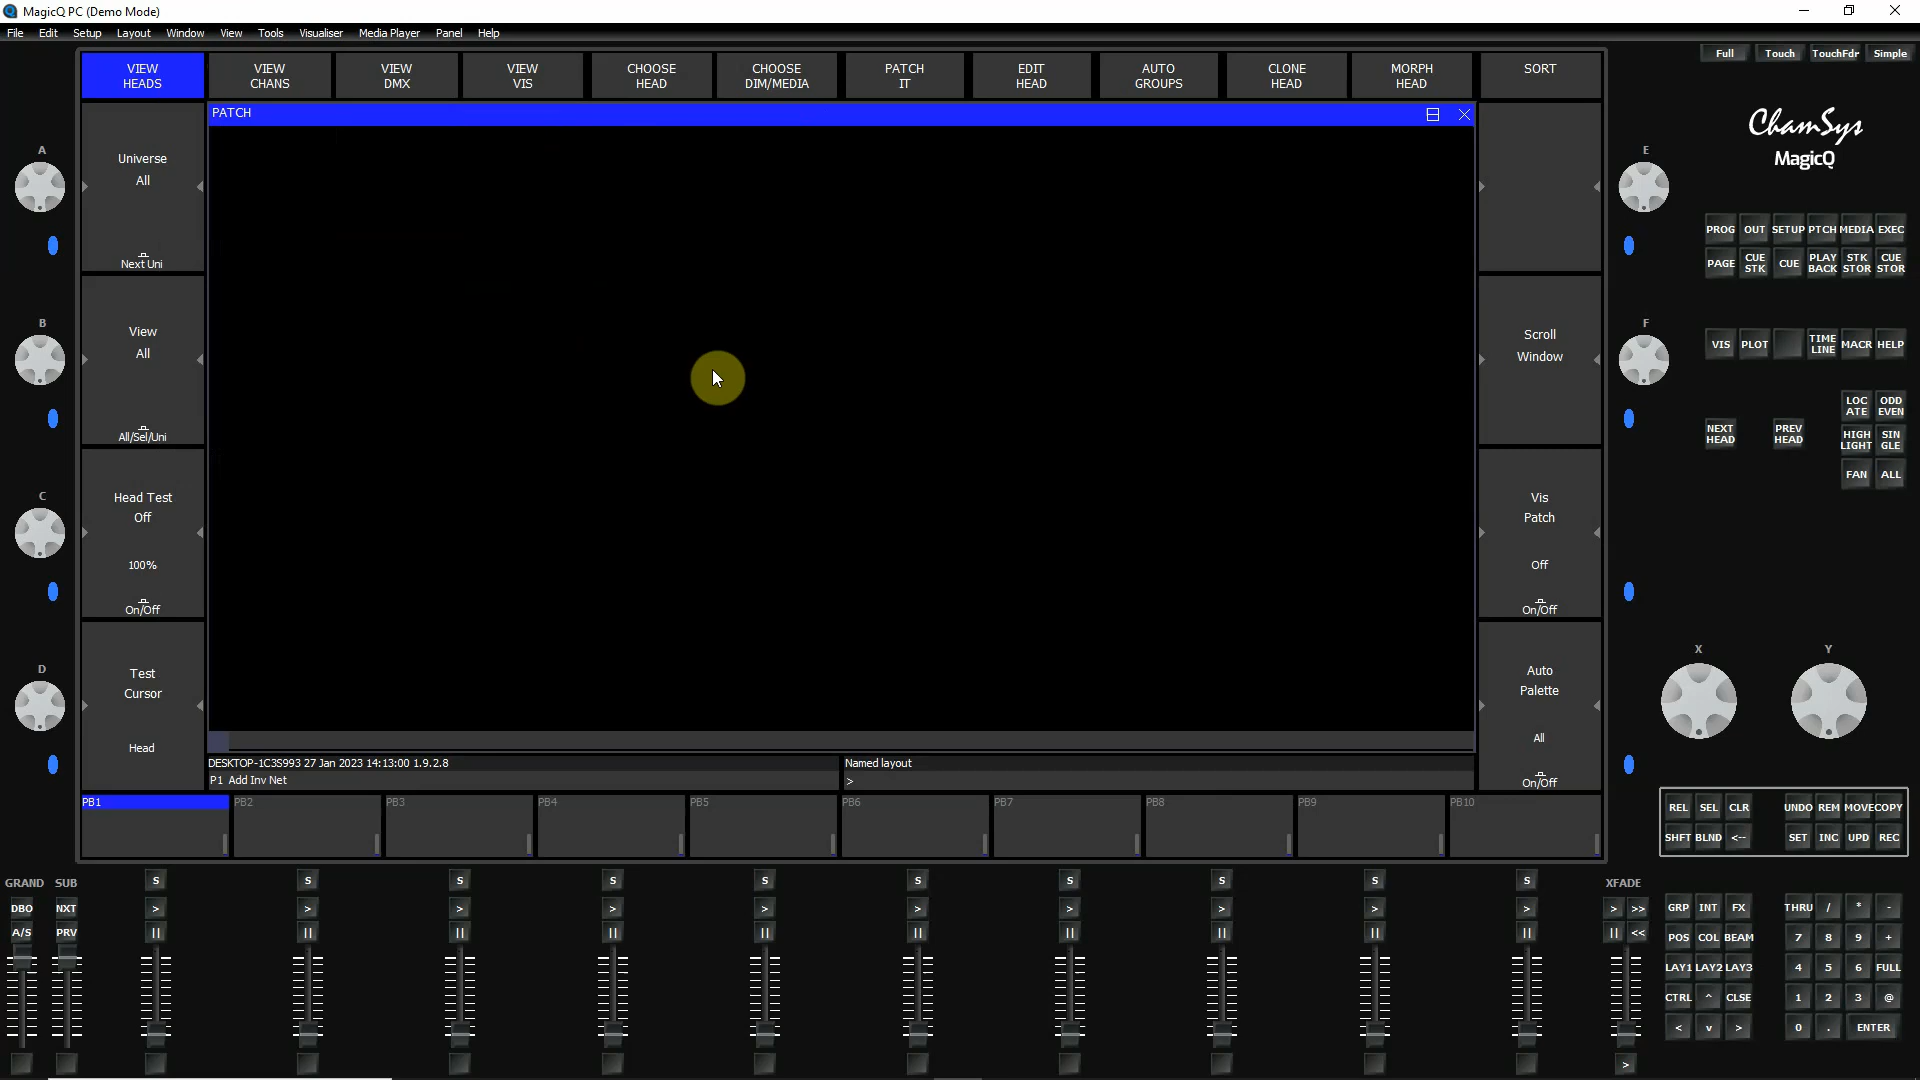 MagicQ PC (Demo Mode)
File Edit Setup Layout Window View Tools Visualiser Media Player Panel Help
Full Touch TouchFdr Simple
VIEW HEADS
VIEW CHANS
VIEW DMX
VIEW VIS
CHOOSE HEAD
CHOOSE DIM/MEDIA
PATCH IT
EDIT HEAD
AUTO GROUPS
CLONE HEAD
MORPH HEAD
SORT
PATCH
A
Universe
All
Next Uni
B
View
All
All/Sel/Uni
C
Head Test
Off
100%
On/Off
D
Test
Cursor
Head
E
F
Scroll
Window
Vis
Patch
Off
On/Off
Auto
Palette
All
On/Off
ChamSys
MagicQ
PROG OUT SETUP PTCH MEDIA EXEC
PAGE CUE STK CUE PLAY BACK STK STOR CUE STOR
VIS PLOT TIME LINE MACR HELP
LOC ATE ODD EVEN
NEXT HEAD PREV HEAD HIGH LIGHT SIN GLE
FAN ALL
X Y
DESKTOP-1C3S993 27 Jan 2023 14:13:00 1.9.2.8
P1 Add Inv Net
Named layout
>
PB1 PB2 PB3 PB4 PB5 PB6 PB7 PB8 PB9 PB10
REL SEL CLR UNDO REM MOVE COPY
SHFT BLND <-- SET INC UPD REC
GRAND SUB S S S S S S S S S S XFADE
DBO NXT > > > > > > > > > > > >>
A/S PRV || || || || || || || || || || || <<
GRP INT FX THRU / * -
POS COL BEAM 7 8 9 +
LAY1 LAY2 LAY3 4 5 6 FULL
CTRL ^ CLSE 1 2 3 @
< v > 0 . ENTER
>